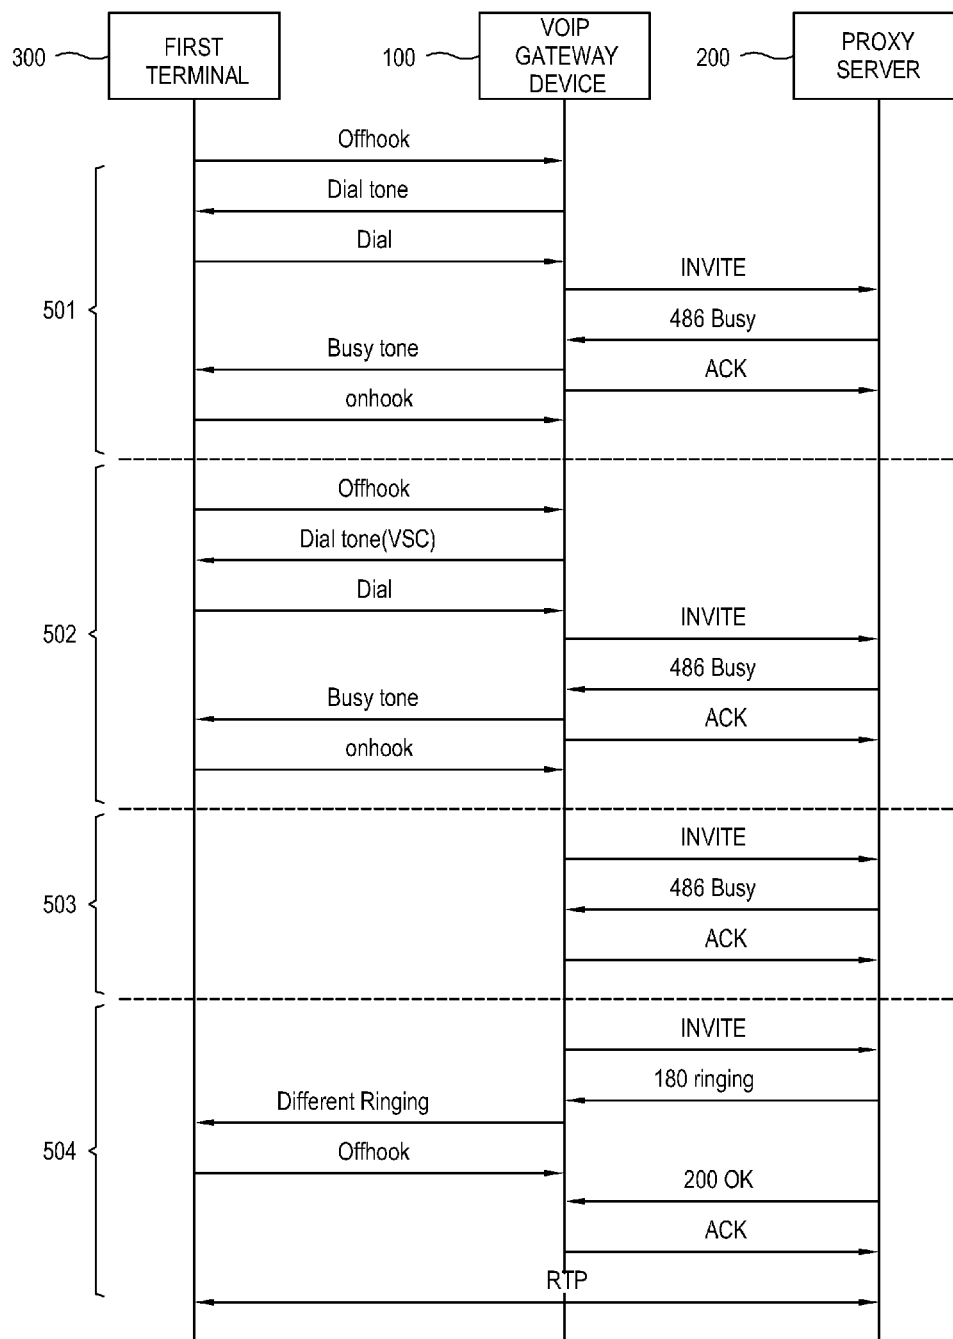 300
FIRST
TERMINAL
100
VOIP
GATEWAY
DEVICE
200
PROXY
SERVER
Offhook
Dial tone
Dial
INVITE
501
486 Busy
Busy tone
ACK
onhook
Offhook
Dial tone(VSC)
Dial
INVITE
502
486 Busy
Busy tone
ACK
onhook
INVITE
486 Busy
503
ACK
INVITE
180 ringing
Different Ringing
504
Offhook
200 OK
ACK
RTP